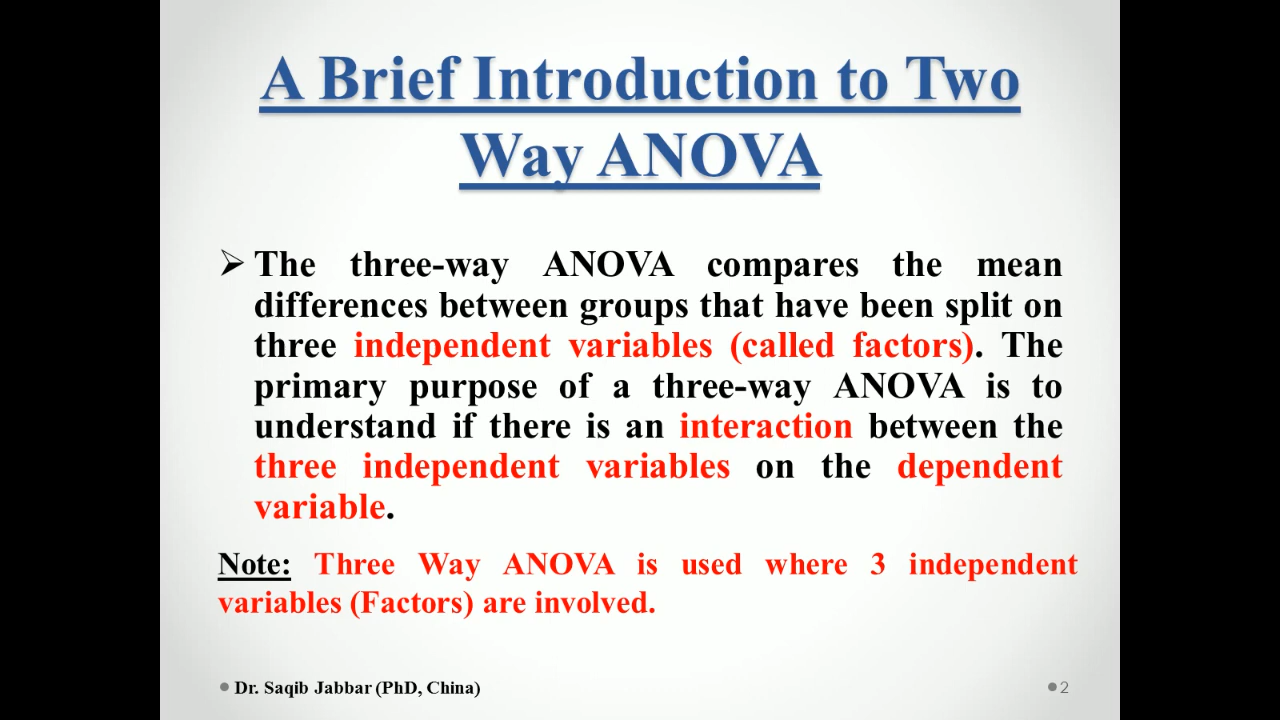 A Brief Introduction to Two
Way ANOVA
➢ The three-way ANOVA compares the mean
differences between groups that have been split on
three independent variables (called factors). The
primary purpose of a three-way ANOVA is to
understand if there is an interaction between the
three independent variables on the dependent
variable.
Note: Three Way ANOVA is used where 3 independent
variables (Factors) are involved.
• Dr. Saqib Jabbar (PhD, China)
• 2